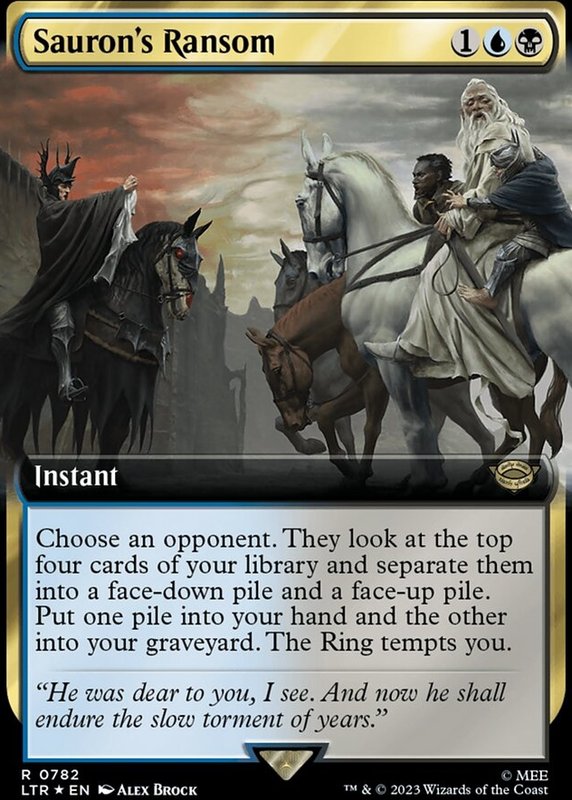 Sauron's Ransom 1
Instant
Choose an opponent. They look at the top
four cards of your library and separate them
into a face-down pile and a face-up pile.
Put one pile into your hand and the other
into your graveyard. The Ring tempts you.
“He was dear to you, I see. And now he shall
endure the slow torment of years.”
R 0782
LTR ★ EN ALEX BROCK
© MEE
™ & © 2023 Wizards of the Coast